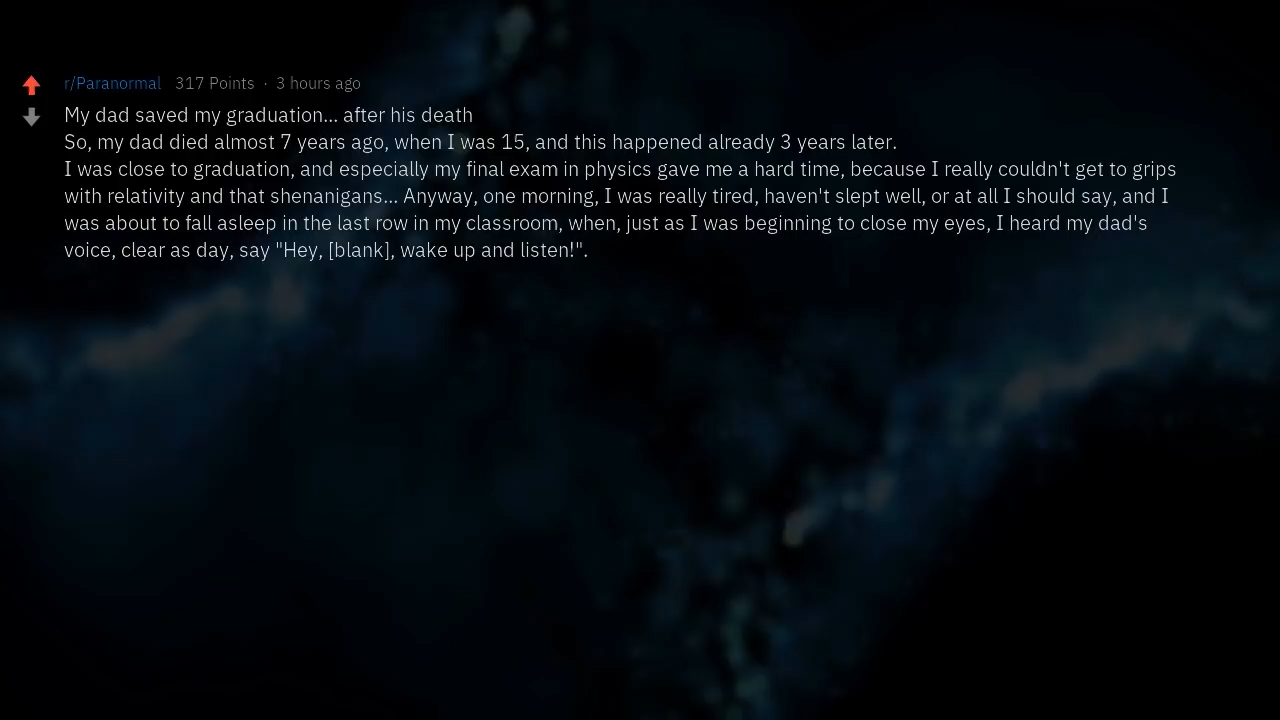 r/Paranormal 317 Points · 3 hours ago
My dad saved my graduation... after his death
So, my dad died almost 7 years ago, when I was 15, and this happened already 3 years later.
I was close to graduation, and especially my final exam in physics gave me a hard time, because I really couldn't get to grips
with relativity and that shenanigans... Anyway, one morning, I was really tired, haven't slept well, or at all I should say, and I
was about to fall asleep in the last row in my classroom, when, just as I was beginning to close my eyes, I heard my dad's
voice, clear as day, say "Hey, [blank], wake up and listen!".